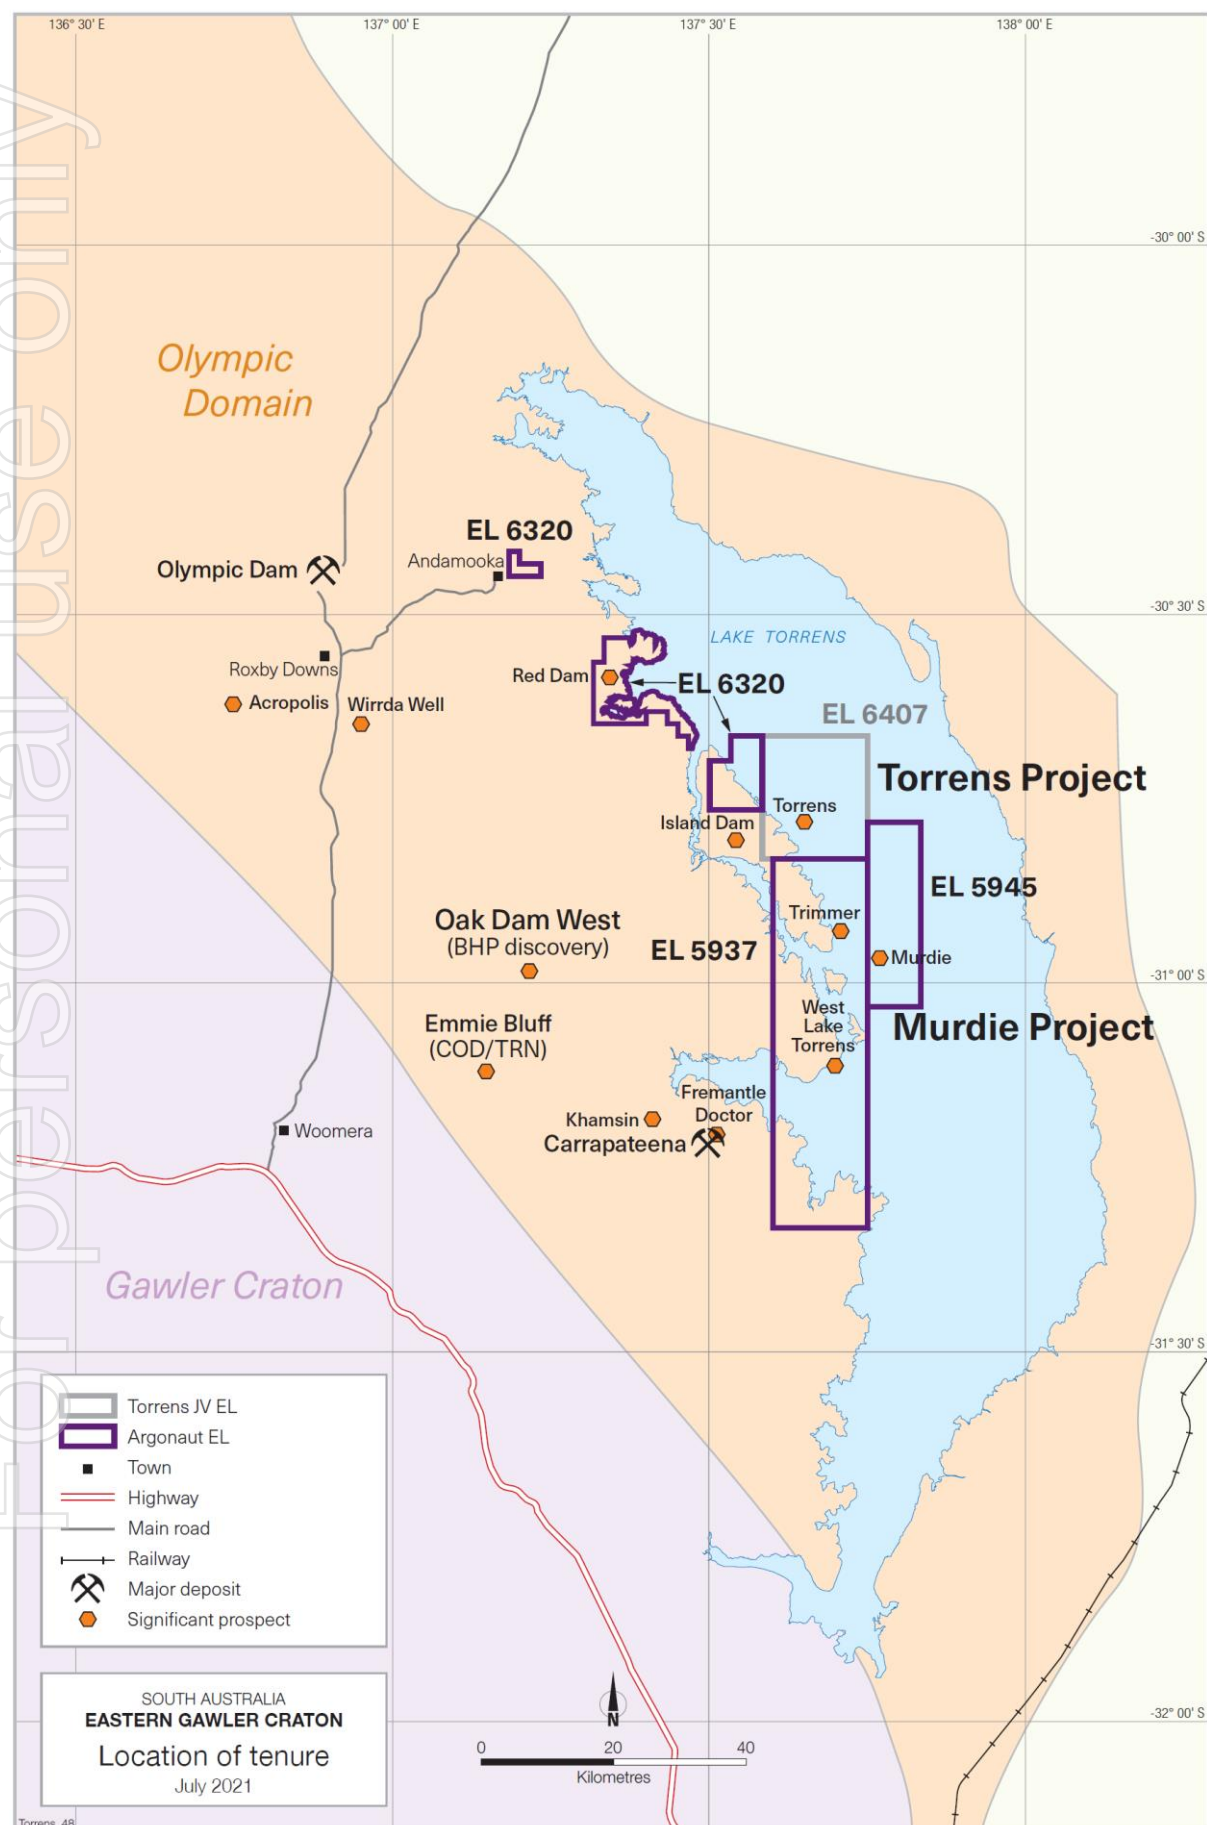 136° 30' E
137° 00' E
137° 30' E
138° 00' E
For personal use only
-30° 00' S
Olympic
Domain
EL 6320
Andamooka
Olympic Dam
-30° 30' S
LAKE TORRENS
Roxby Downs
Red Dam
EL 6320
Acropolis
Wirrda Well
EL 6407
Torrens Project
Torrens
Island Dam
EL 5945
Trimmer
Oak Dam West
(BHP discovery)
EL 5937
Murdie
-31° 00' S
West
Lake
Torrens
Murdie Project
Emmie Bluff
(COD/TRN)
Fremantle
Doctor
Khamsin
Carrapateena
Woomera
Gawler Craton
-31° 30' S
Torrens JV EL
Argonaut EL
Town
Highway
Main road
Railway
Major deposit
Significant prospect
SOUTH AUSTRALIA
EASTERN GAWLER CRATON
Location of tenure
July 2021
N
0 20 40
Kilometres
-32° 00' S
Torrens_48